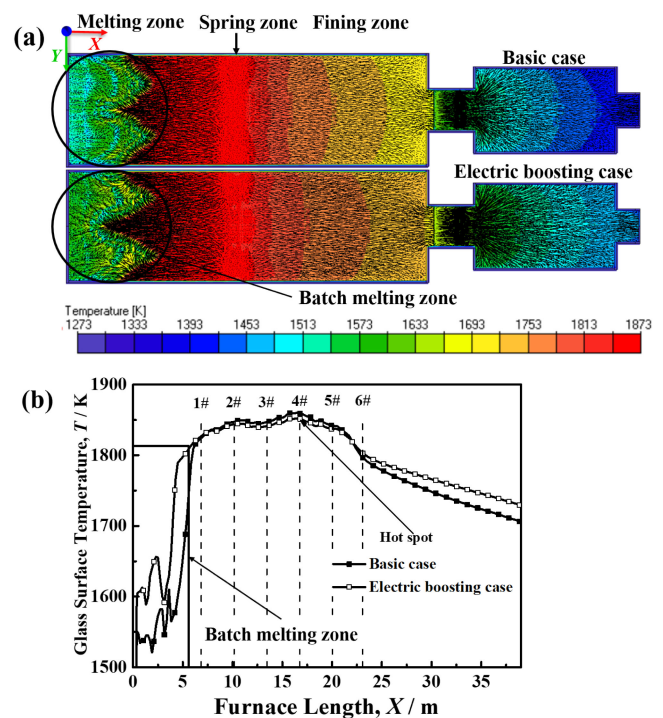 Melting zone Spring zone Fining zone
(a)
X
Y
Basic case
Electric boosting case
Batch melting zone
Temperature [K]
1273 1333 1393 1453 1513 1573 1633 1693 1753 1813 1873
(b)
1900
1800
1700
1600
1500
Glass Surface Temperature, T / K
1# 2# 3# 4# 5# 6#
Hot spot
Basic case
Electric boosting case
Batch melting zone
0 5 10 15 20 25 30 35
Furnace Length, X / m